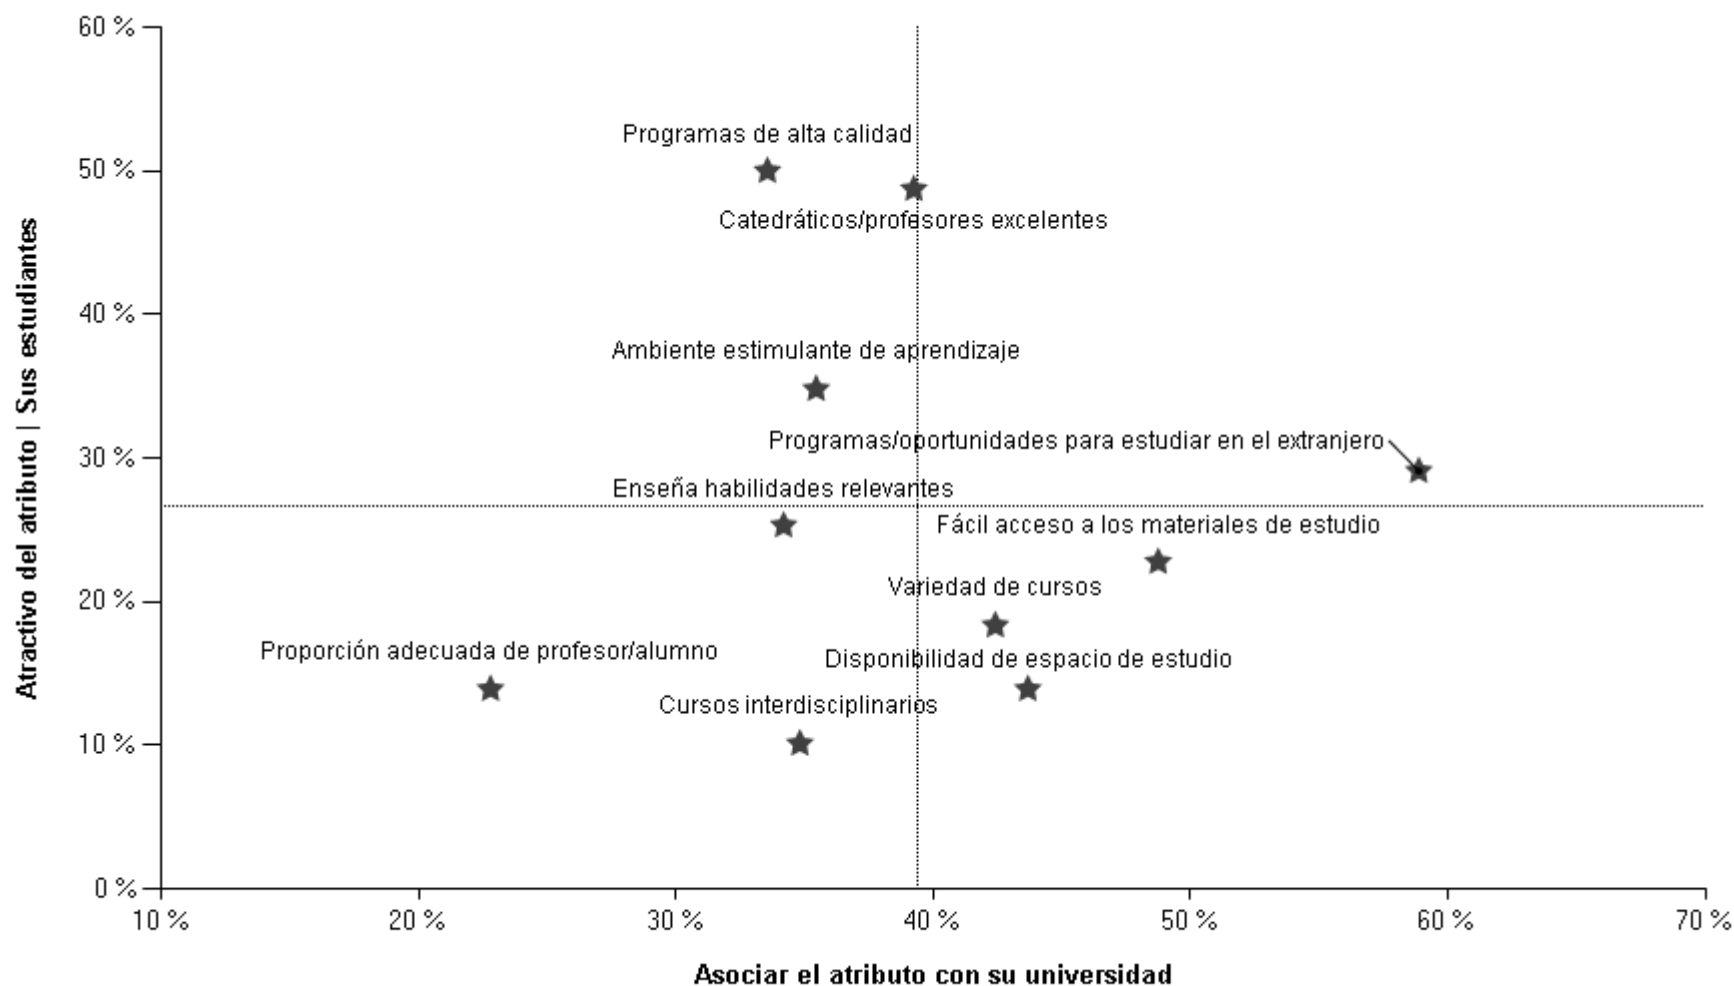 60 %
Programas de alta calidad
50 %
Catedráticos/profesores excelentes
40 %
Ambiente estimulante de aprendizaje
Programas/oportunidades para estudiar en el extranjero
30 %
Enseña habilidades relevantes
Fácil acceso a los materiales de estudio
Variedad de cursos
20 %
Proporción adecuada de profesor/alumno
Disponibilidad de espacio de estudio
Cursos interdisciplinarios
10 %
0 %
Atractivo del atributo | Sus estudiantes
10 %
20 %
30 %
40 %
50 %
60 %
70 %
Asociar el atributo con su universidad